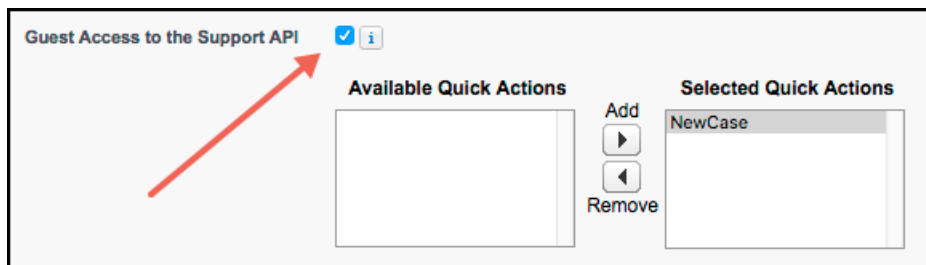 Guest Access to the Support API
i
Available Quick Actions
Selected Quick Actions
Add
NewCase
Remove